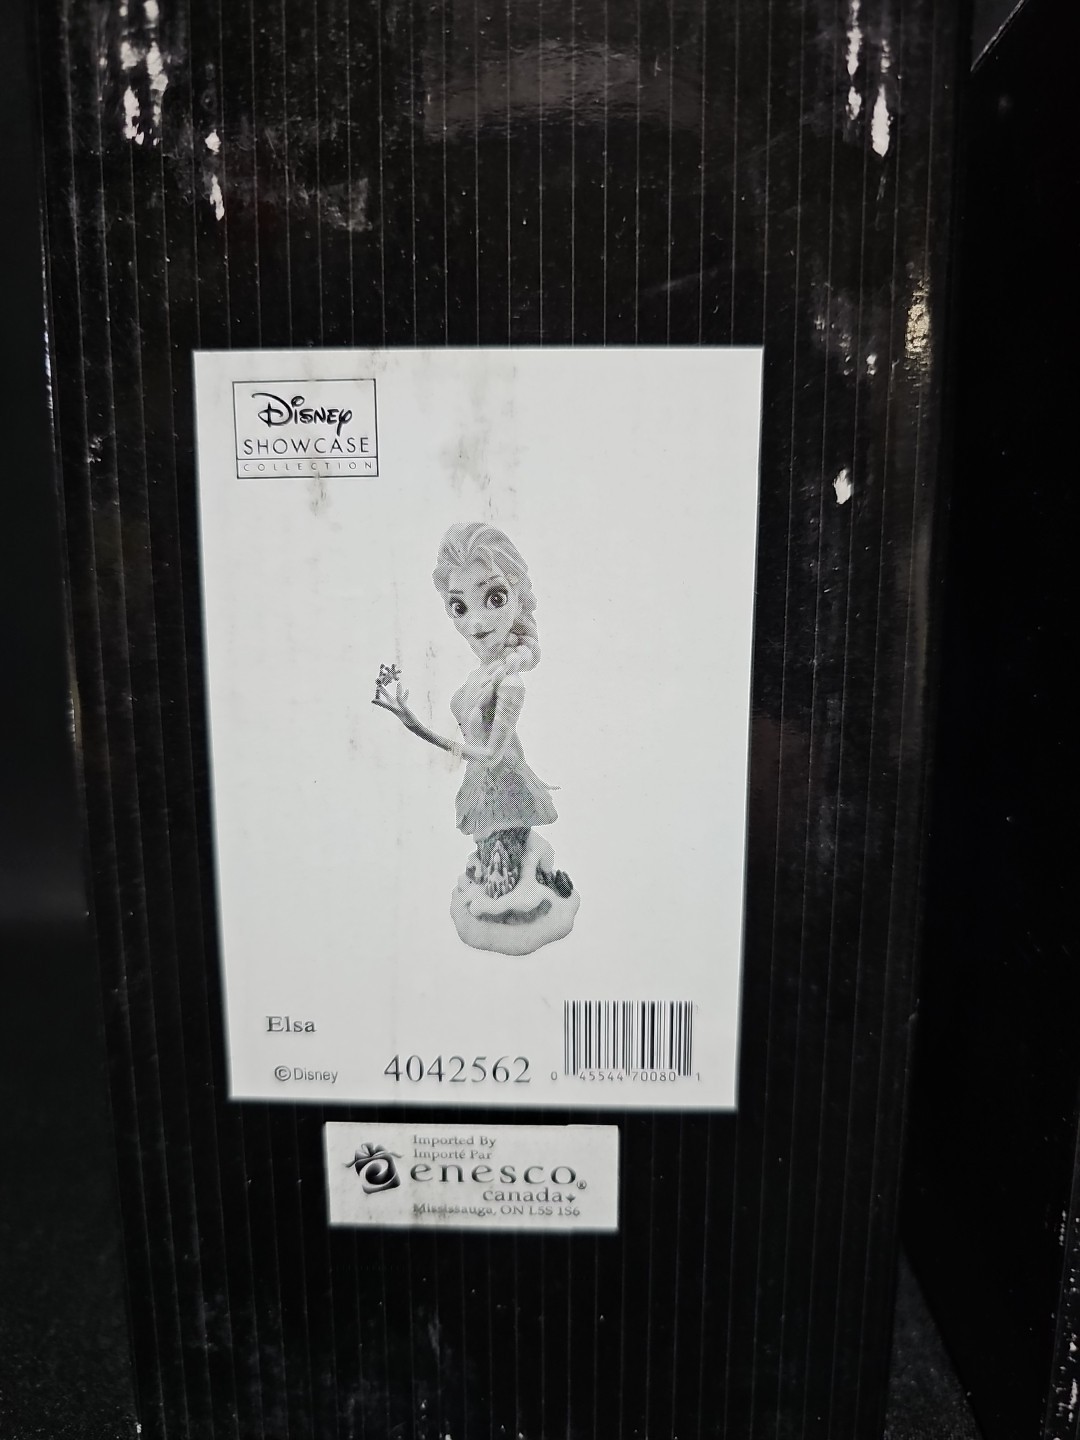 Disney
SHOWCASE
COLLECTION
Elsa
©Disney
4042562
0 45544 70080 1
Imported By
Importé Par
enesco®
canada
Mississauga, ON L5S 1S6